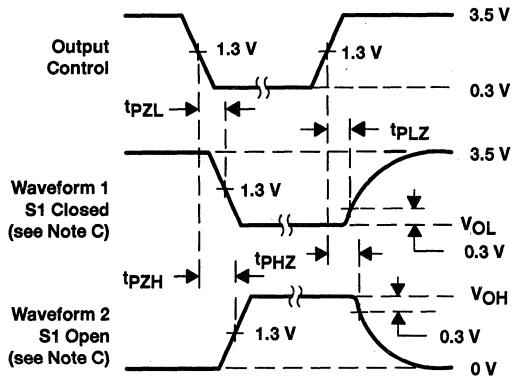 3.5 V
Output
Control
1.3 V
1.3 V
0.3 V
tPZL
tPLZ
3.5 V
Waveform 1
S1 Closed
(see Note C)
1.3 V
VOL
0.3 V
tPZH
tPHZ
VOH
Waveform 2
S1 Open
(see Note C)
1.3 V
0.3 V
0 V